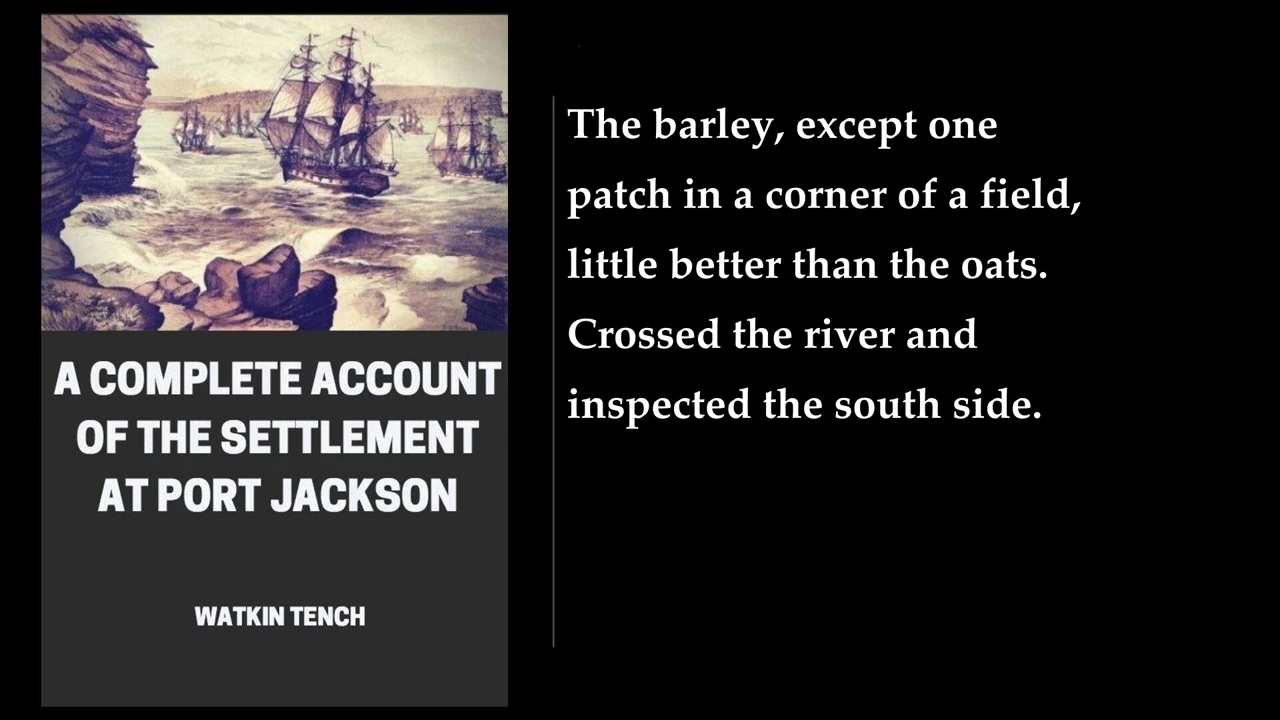 A COMPLETE ACCOUNT
OF THE SETTLEMENT
AT PORT JACKSON
WATKIN TENCH
The barley, except one
patch in a corner of a field,
little better than the oats.
Crossed the river and
inspected the south side.